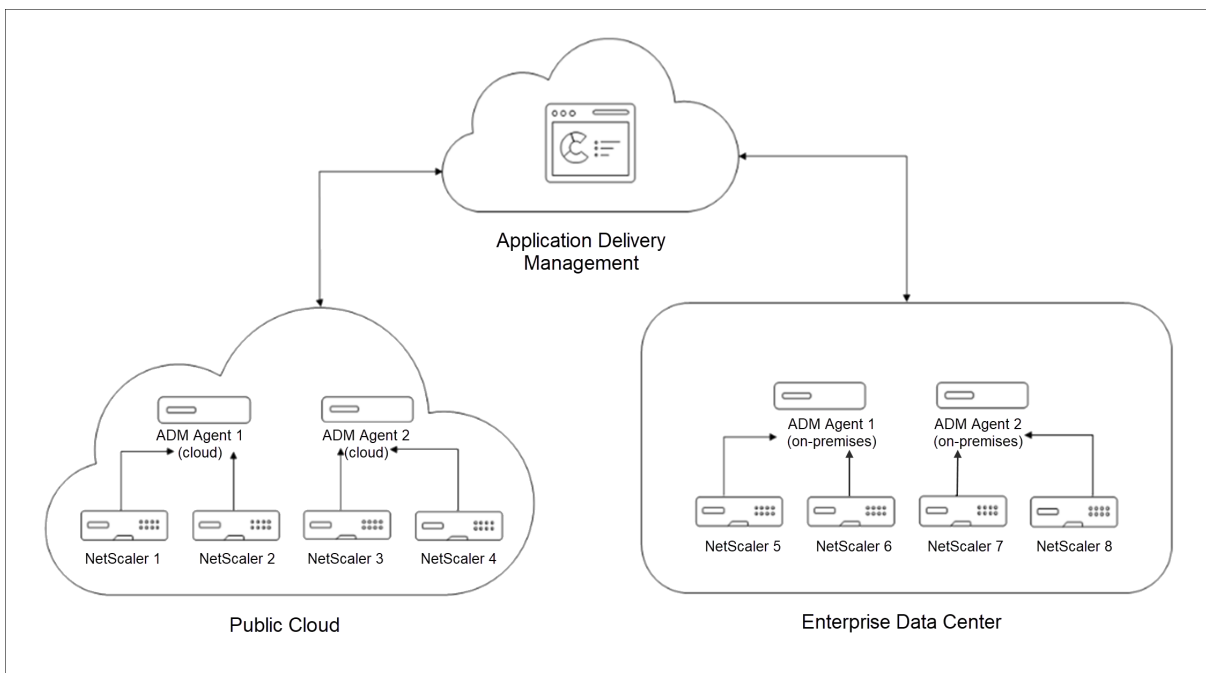 Application Delivery
Management
ADM Agent 1
(cloud)
ADM Agent 2
(cloud)
NetScaler 1
NetScaler 2
NetScaler 3
NetScaler 4
Public Cloud
ADM Agent 1
(on-premises)
ADM Agent 2
(on-premises)
NetScaler 5
NetScaler 6
NetScaler 7
NetScaler 8
Enterprise Data Center